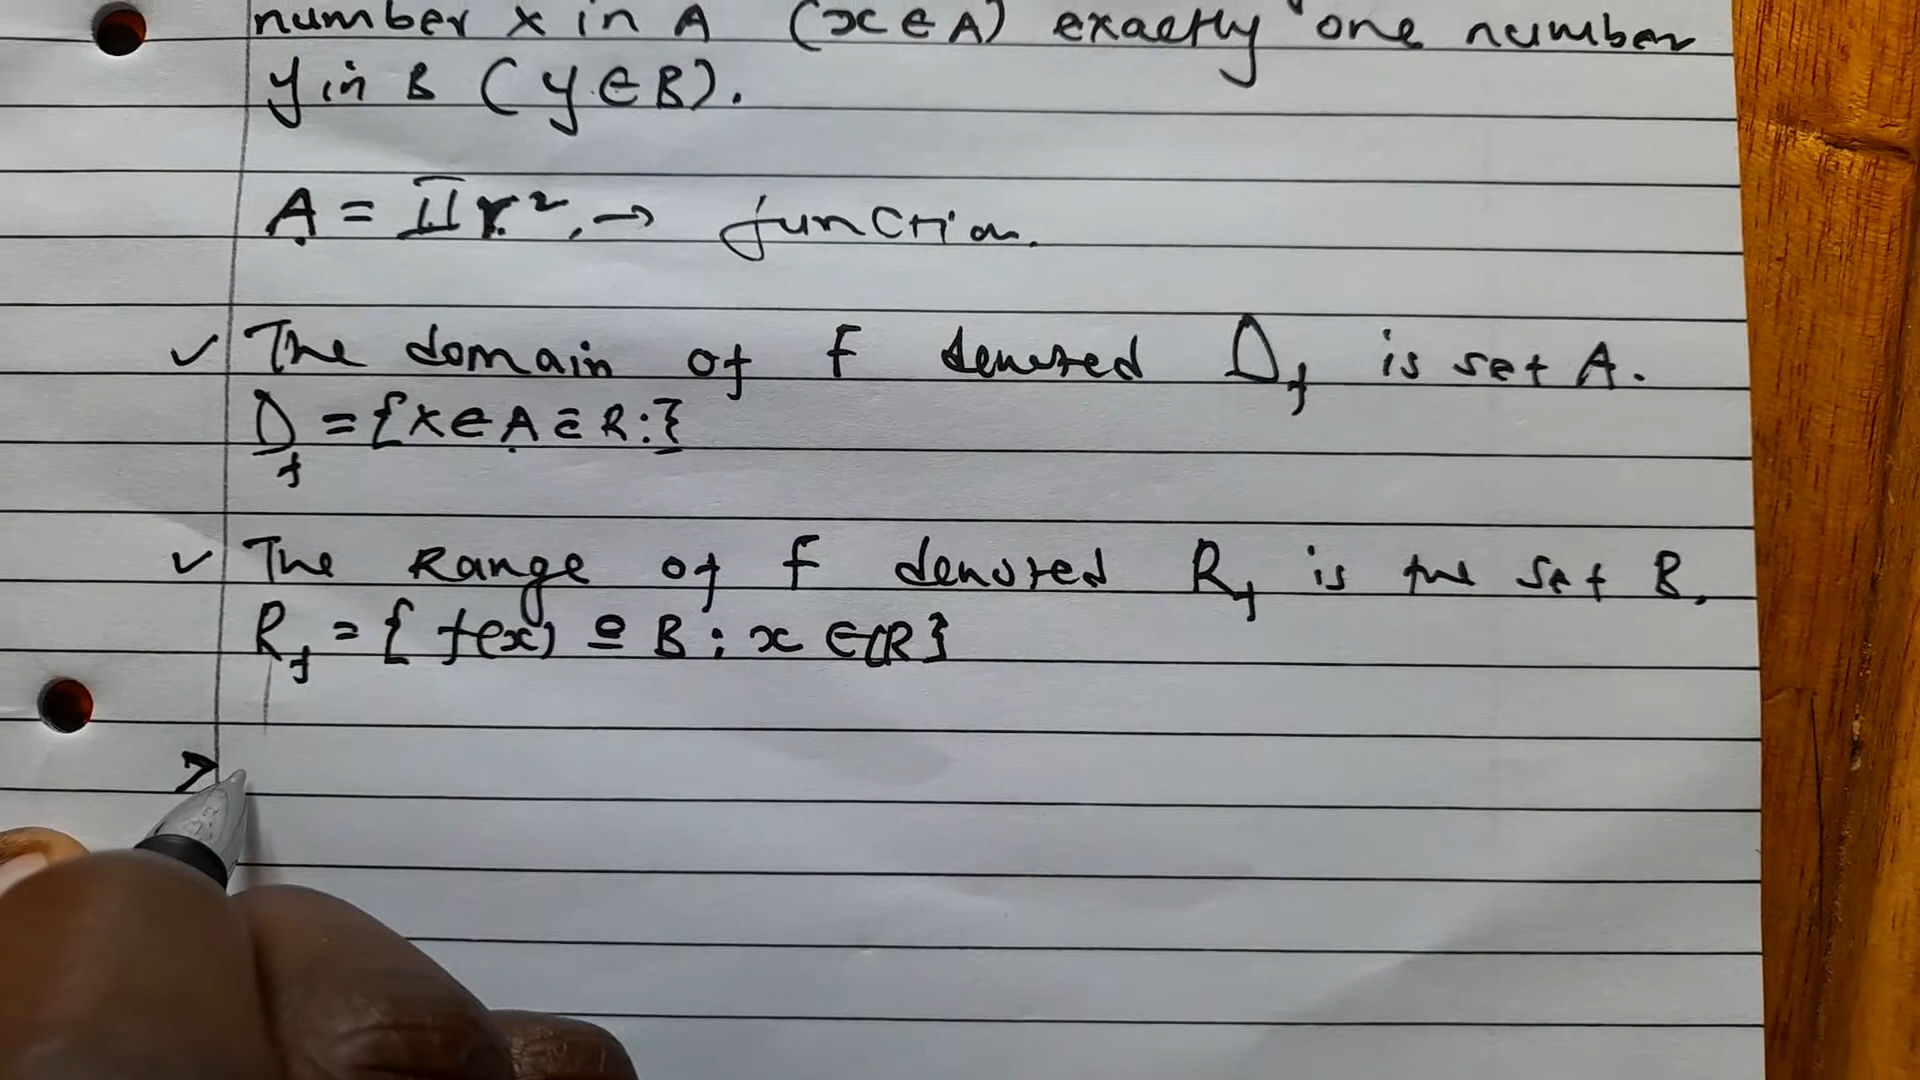 number x in A (x∈A) exactly one number
y in B (y∈B).
A = πr², → function.
✓ The domain of f denoted D_f is set A.
D_f = {x∈A∈R:}
✓ The Range of f denoted R_f is the set B.
R_f = { f(x) ∈ B : x ∈ ℝ}
>